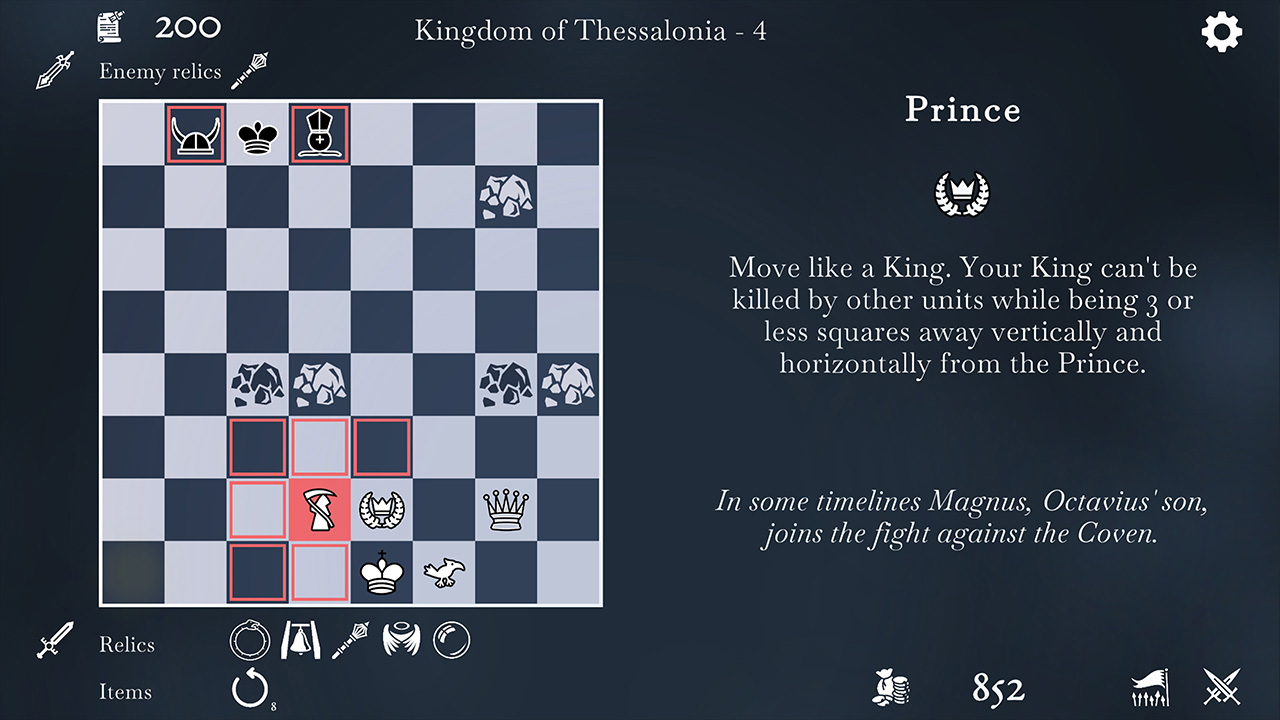 200
Kingdom of Thessalonia - 4
Enemy relics
Prince
Move like a King. Your King can't be
killed by other units while being 3 or
less squares away vertically and
horizontally from the Prince.
In some timelines Magnus, Octavius' son,
joins the fight against the Coven.
Relics
Items
8
852